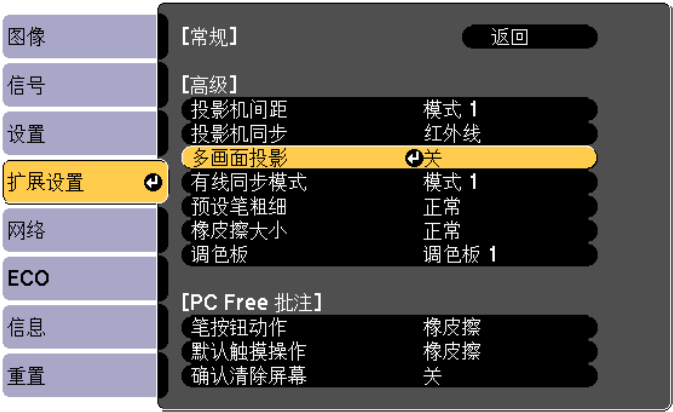 图像
信号
设置
扩展设置
网络
ECO
信息
重置
[常规] 返回
[高级]
投影机间距 模式 1
投影机同步 红外线
多画面投影 关
有线同步模式 模式 1
预设笔粗细 正常
橡皮擦大小 正常
调色板 调色板 1
[PC Free 批注]
笔按钮动作 橡皮擦
默认触摸操作 橡皮擦
确认清除屏幕 关